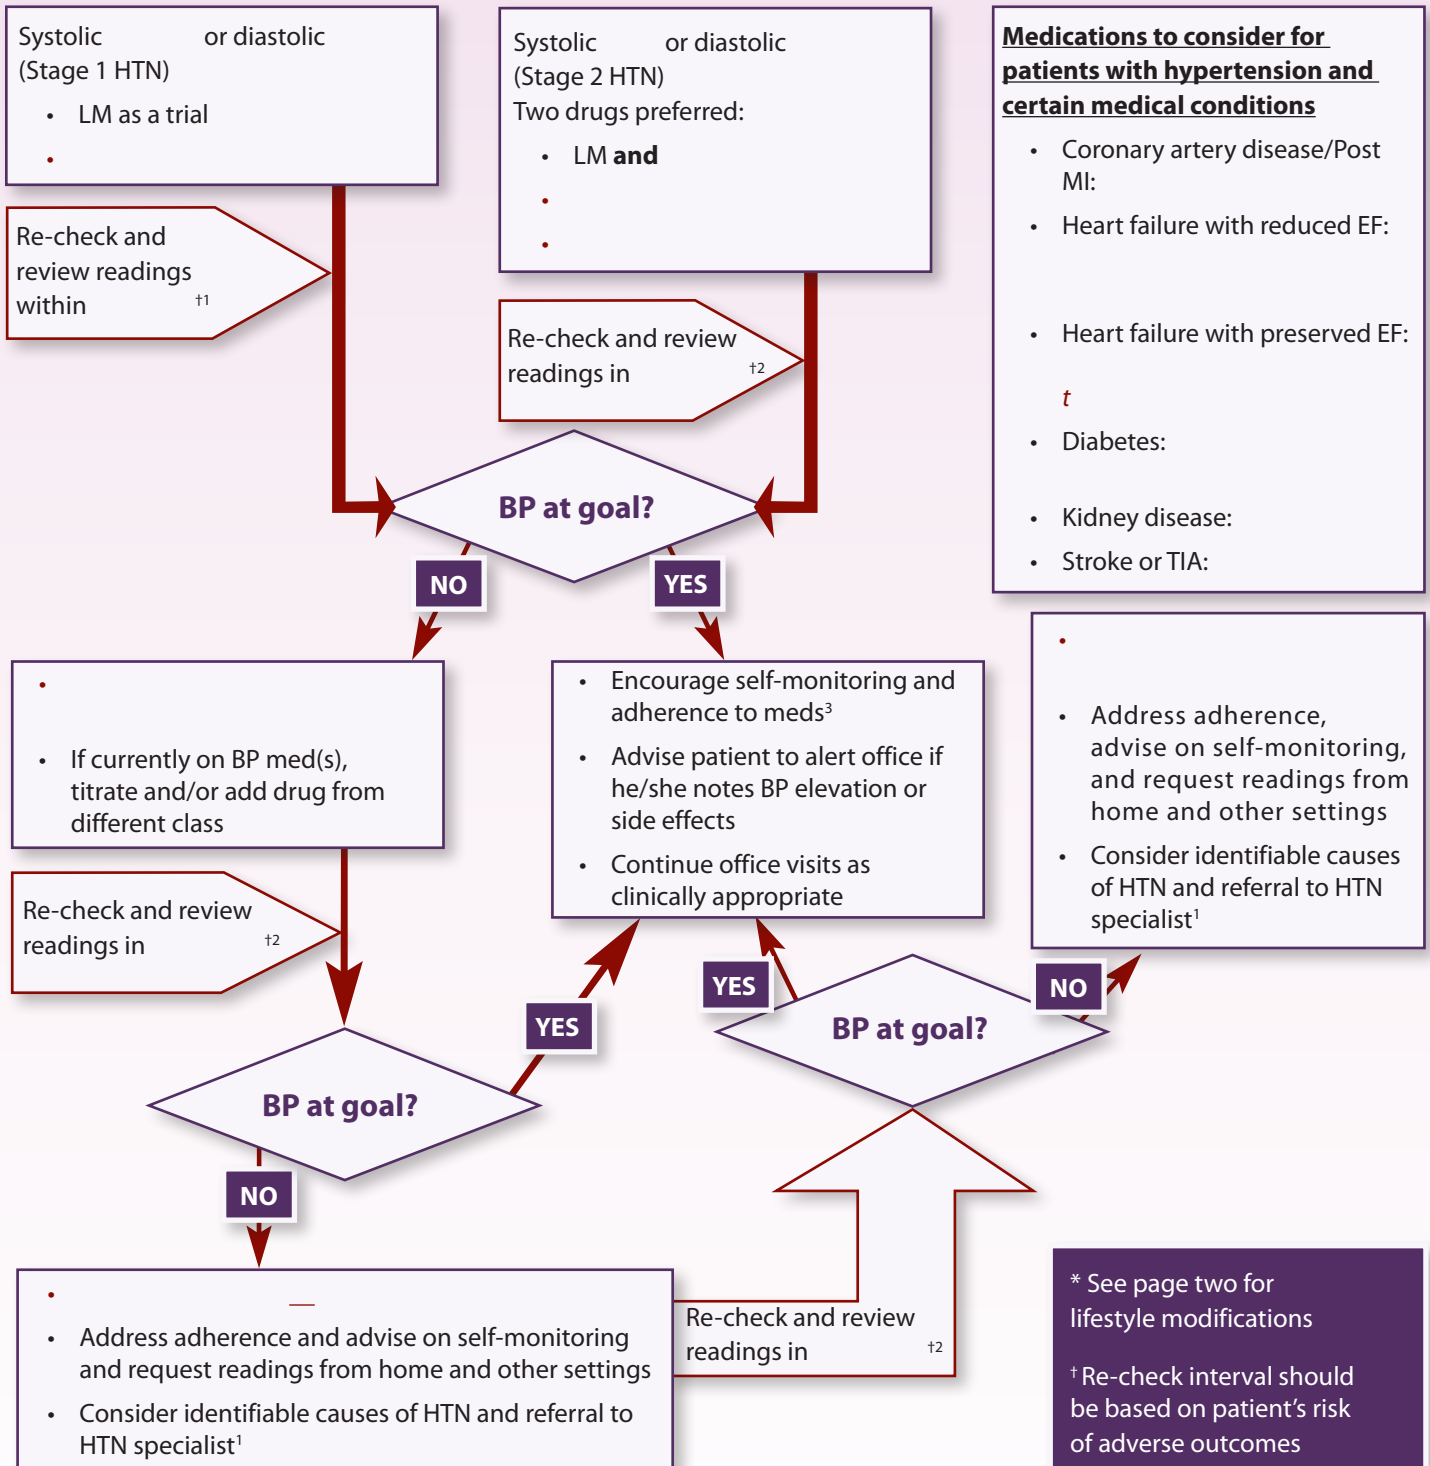 Systolic or diastolic
(Stage 1 HTN)
• LM as a trial
•
Re-check and
review readings
within †1
Systolic or diastolic
(Stage 2 HTN)
Two drugs preferred:
• LM and
•
•
Re-check and review
readings in †2
Medications to consider for
patients with hypertension and
certain medical conditions
• Coronary artery disease/Post
MI:
• Heart failure with reduced EF:
• Heart failure with preserved EF:
t
• Diabetes:
• Kidney disease:
• Stroke or TIA:
BP at goal?
NO
YES
•
• If currently on BP med(s),
titrate and/or add drug from
different class
• Encourage self-monitoring and
adherence to meds³
• Advise patient to alert office if
he/she notes BP elevation or
side effects
• Continue office visits as
clinically appropriate
•
• Address adherence,
advise on self-monitoring,
and request readings from
home and other settings
• Consider identifiable causes
of HTN and referral to HTN
specialist¹
Re-check and review
readings in †2
YES
BP at goal?
NO
YES
BP at goal?
NO
•
• Address adherence and advise on self-monitoring
and request readings from home and other settings
• Consider identifiable causes of HTN and referral to
HTN specialist¹
Re-check and review
readings in †2
* See page two for
lifestyle modifications
† Re-check interval should
be based on patient’s risk
of adverse outcomes